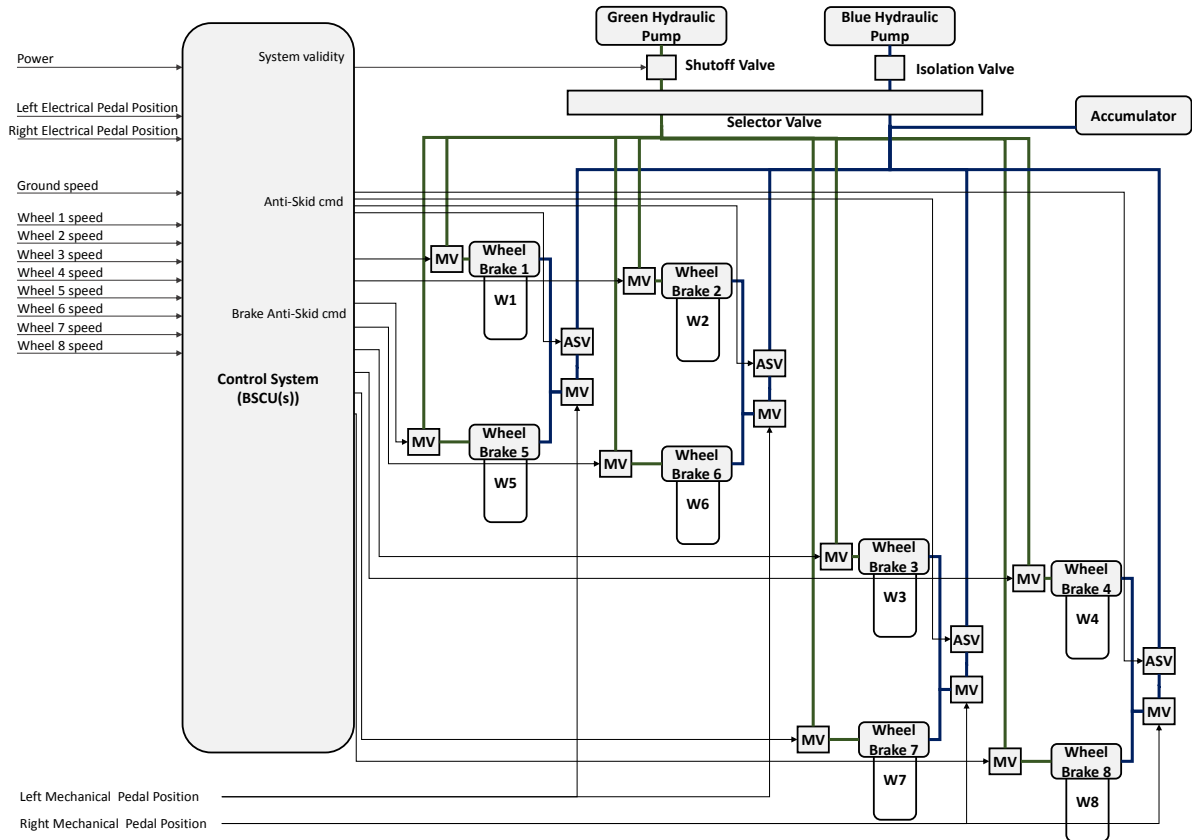 Green Hydraulic
Pump
Blue Hydraulic
Pump
Power
System validity
Shutoff Valve
Isolation Valve
Left Electrical Pedal Position
Right Electrical Pedal Position
Selector Valve
Accumulator
Ground speed
Anti-Skid cmd
Wheel 1 speed
Wheel 2 speed
Wheel 3 speed
Wheel 4 speed
Wheel 5 speed
Wheel 6 speed
Wheel 7 speed
Wheel 8 speed
Brake Anti-Skid cmd
Control System
(BSCU(s))
MV
Wheel
Brake 1
W1
MV
Wheel
Brake 2
W2
ASV
MV
ASV
MV
MV
Wheel
Brake 5
W5
MV
Wheel
Brake 6
W6
MV
Wheel
Brake 3
W3
MV
Wheel
Brake 4
W4
ASV
MV
ASV
MV
MV
Wheel
Brake 7
W7
MV
Wheel
Brake 8
W8
Left Mechanical Pedal Position
Right Mechanical Pedal Position